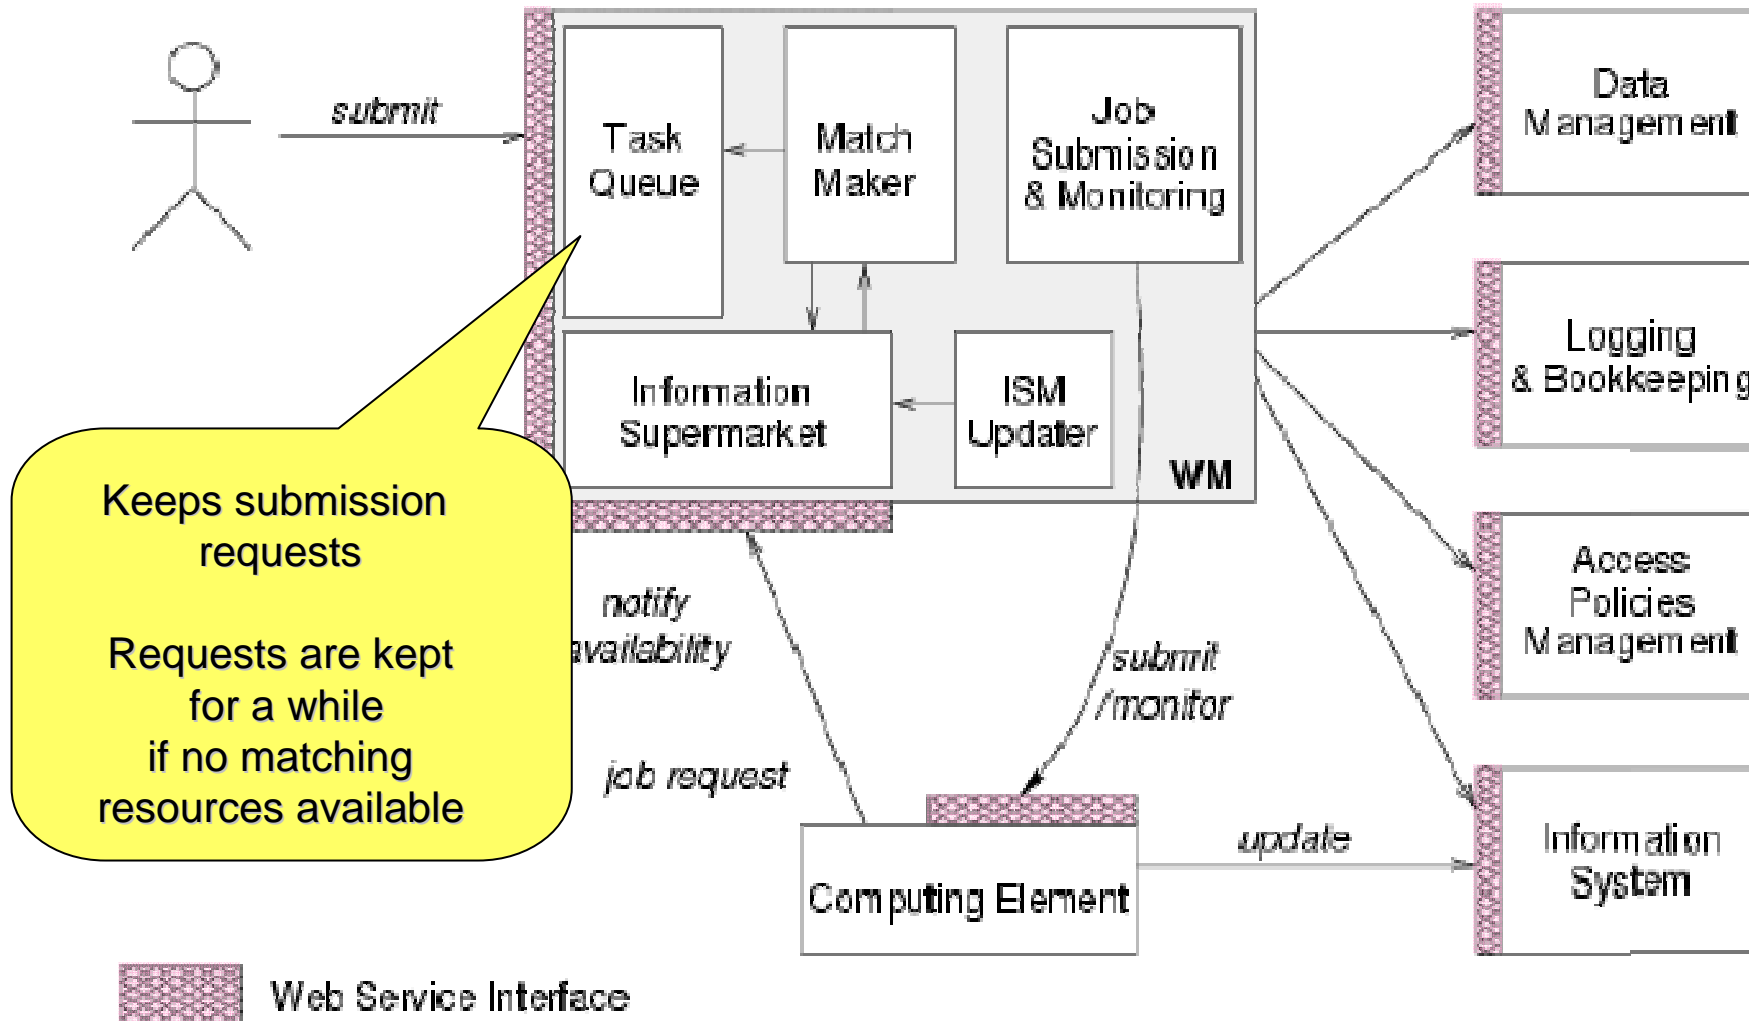 submit
Task
Queue
Match
Maker
Job
Submission
& Monitoring
Data
Management
Information
Supermarket
ISM
Updater
WM
Logging
& Bookkeeping
Keeps submission
requests
Requests are kept
for a while
if no matching
resources available
notify
availability
submit
/monitor
Access
Policies
Management
job request
Computing Element
update
Information
System
Web Service Interface